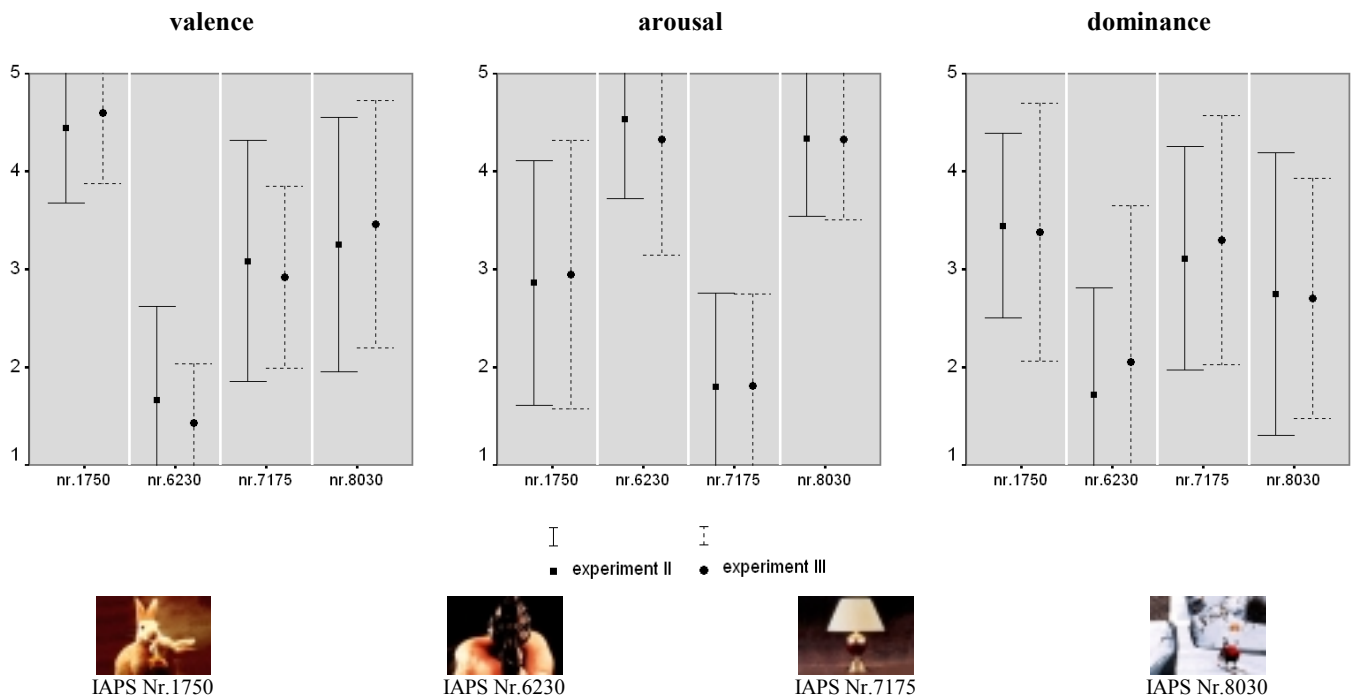 valence arousal dominance
5 5 5
4 4 4
3 3 3
2 2 2
1 1 1
nr.1750 nr.6230 nr.7175 nr.8030 nr.1750 nr.6230 nr.7175 nr.8030 nr.1750 nr.6230 nr.7175 nr.8030
experiment II experiment III
IAPS Nr.1750 IAPS Nr.6230 IAPS Nr.7175 IAPS Nr.8030